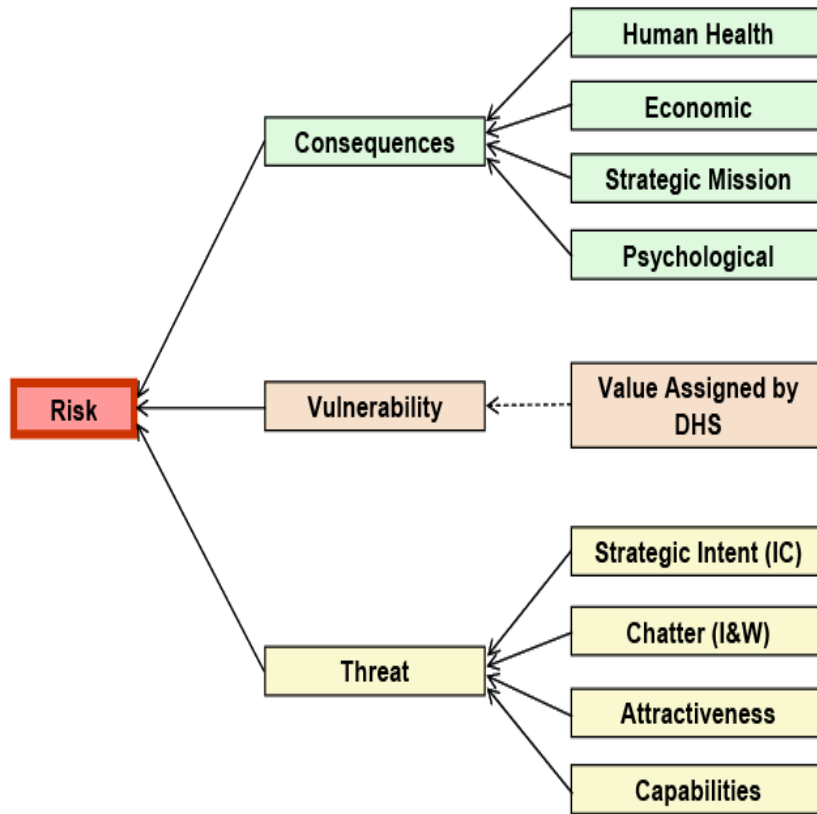 Human Health
Economic
Consequences
Strategic Mission
Psychological
Risk
Vulnerability
Value Assigned by
DHS
Strategic Intent (IC)
Chatter (I&W)
Threat
Attractiveness
Capabilities